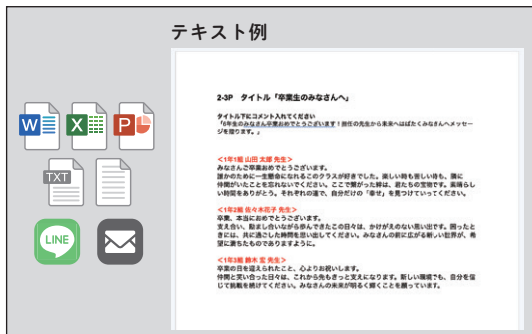 テキスト例
W
X
P
TXT
LINE
2-3P タイトル「卒業生のみなさんへ」
タイトル下にコメント入れてください
「6年生のみなさん卒業おめでとうございます！担任の先生から未来へはばたくみなさんへメッセー
ジを贈ります。」
<1年1組 山田 太郎 先生>
みなさんご卒業おめでとうございます。
誰かのために一生懸命になれるこのクラスが好きでした。楽しい時も苦しい時も、隣に
仲間がいたことを忘れないでください。ここで繋がった絆は、君たちの宝物です。素晴らし
い時間をありがとう。それぞれの道で、自分だけの「幸せ」を見つけていってください。
<1年2組 佐々木花子 先生>
卒業、本当におめでとうございます。
支え合い、励まし合いながら歩んできたこの日々は、かけがえのない思い出です。困ったと
きには、共に過ごした時間を思い出してください。みなさんの前に広がる新しい世界が、希
望に満ちたものでありますように。
<1年3組 鈴木 宏 先生>
卒業の日を迎えられたこと、心よりお祝いします。
仲間と笑い合った日々は、これから先もきっと支えになります。新しい環境でも、自分を信
じて挑戦を続けてください。みなさんの未来が明るく輝くことを願っています。